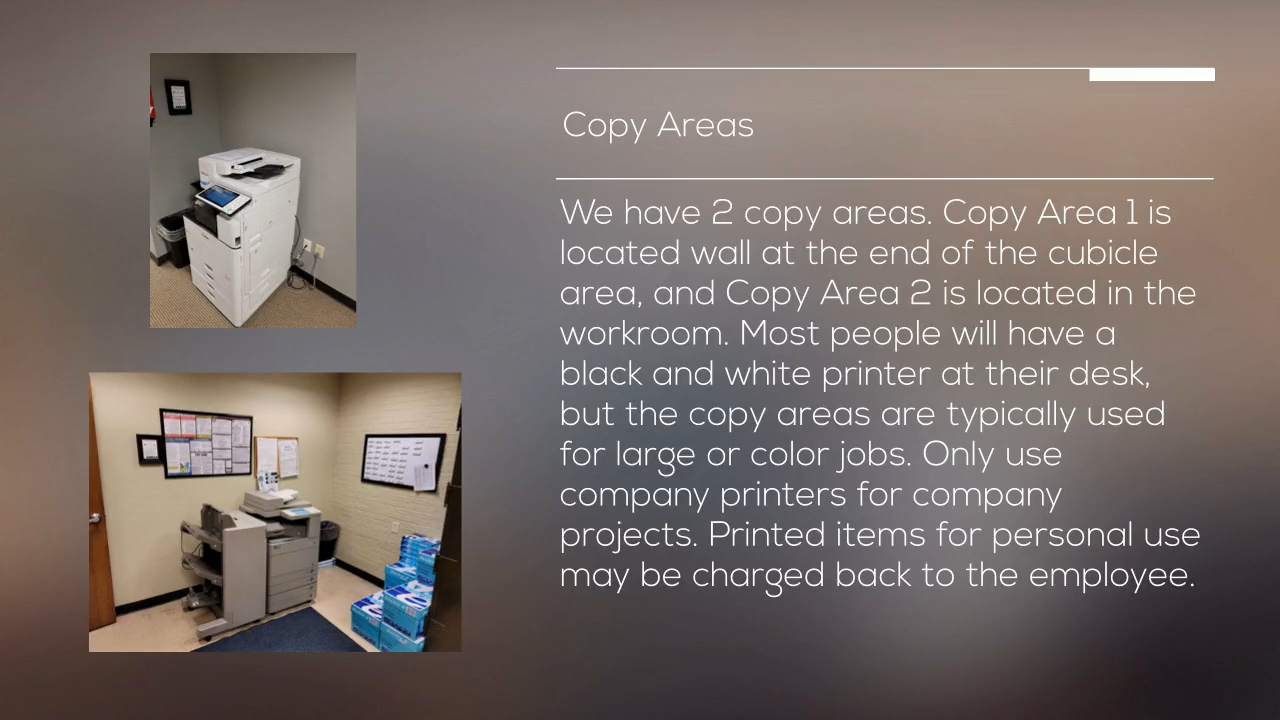 Copy Areas
We have 2 copy areas. Copy Area 1 is
located wall at the end of the cubicle
area, and Copy Area 2 is located in the
workroom. Most people will have a
black and white printer at their desk,
but the copy areas are typically used
for large or color jobs. Only use
company printers for company
projects. Printed items for personal use
may be charged back to the employee.